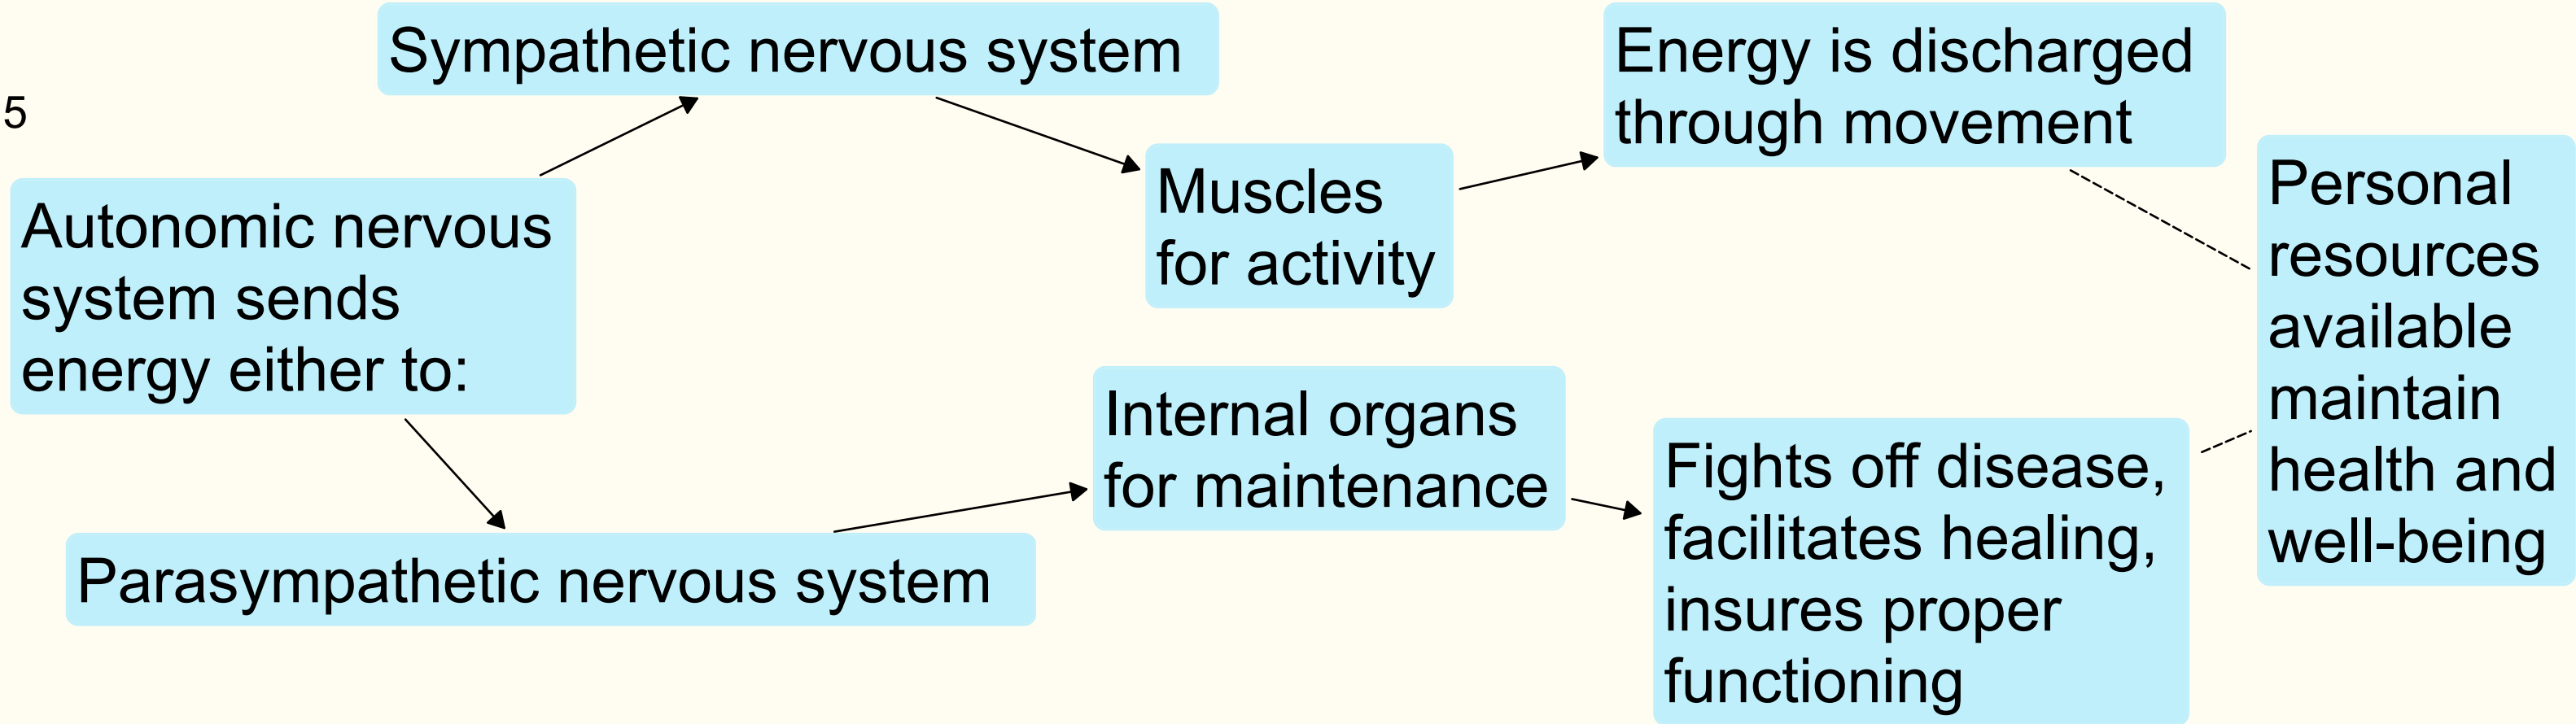 5
Autonomic nervous
system sends
energy either to:
Sympathetic nervous system
Muscles
for activity
Energy is discharged
through movement
Parasympathetic nervous system
Internal organs
for maintenance
Fights off disease,
facilitates healing,
insures proper
functioning
Personal
resources
available
maintain
health and
well-being